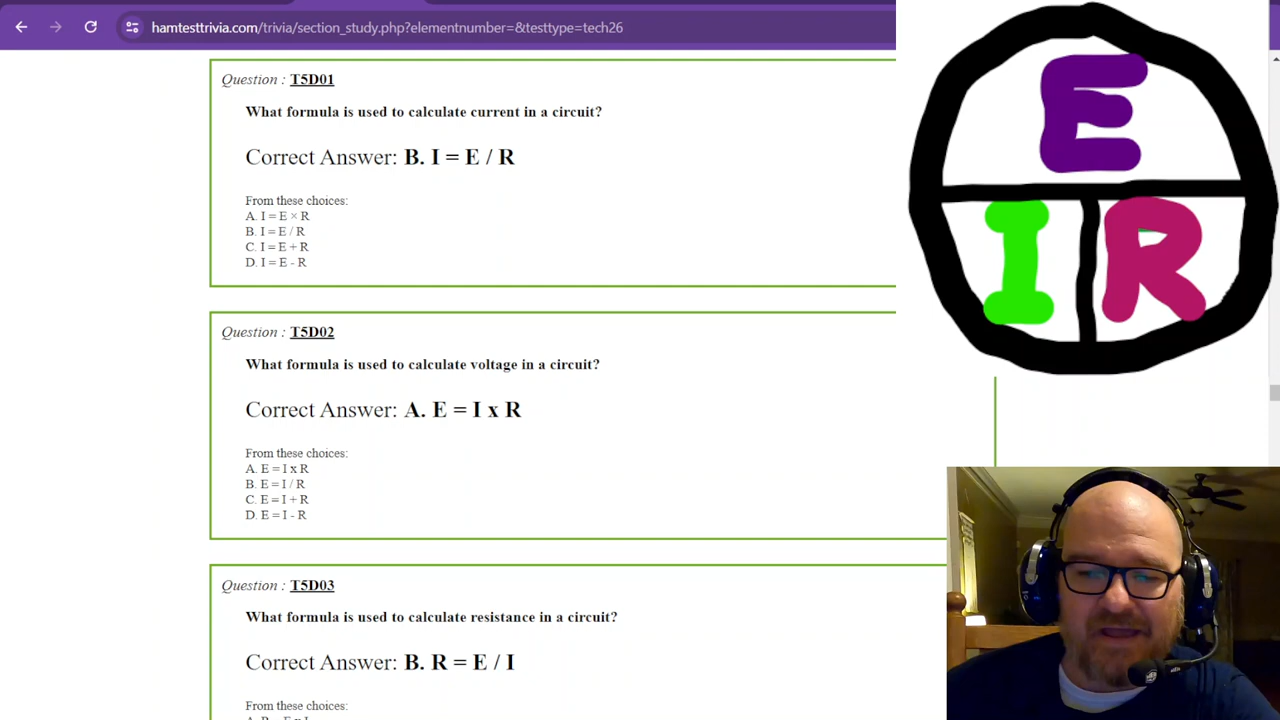 hamtesttrivia.com/trivia/section_study.php?elementnumber=&testtype=tech26
Question : T5D01
What formula is used to calculate current in a circuit?
Correct Answer: B. I = E / R
From these choices:
A. I = E × R
B. I = E / R
C. I = E + R
D. I = E - R
Question : T5D02
What formula is used to calculate voltage in a circuit?
Correct Answer: A. E = I x R
From these choices:
A. E = I x R
B. E = I / R
C. E = I + R
D. E = I - R
Question : T5D03
What formula is used to calculate resistance in a circuit?
Correct Answer: B. R = E / I
From these choices:
E
I R